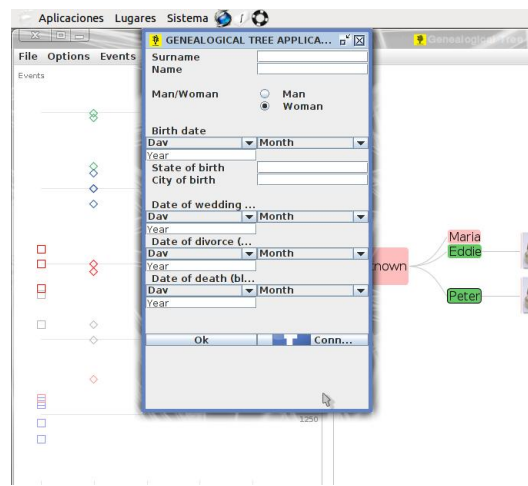 Aplicaciones Lugares Sistema
GENEALOGICAL TREE APPLICA...
Genealogical Tree
File Options Events
Events
Surname
Name
Man/Woman
Man
Woman
Birth date
Day Month
Year
State of birth
City of birth
Date of wedding ...
Day Month
Year
Date of divorce (...
Day Month
Year
Date of death (bl...
Day Month
Year
Ok Conn...
nown
Maria
Eddie
Peter
1250